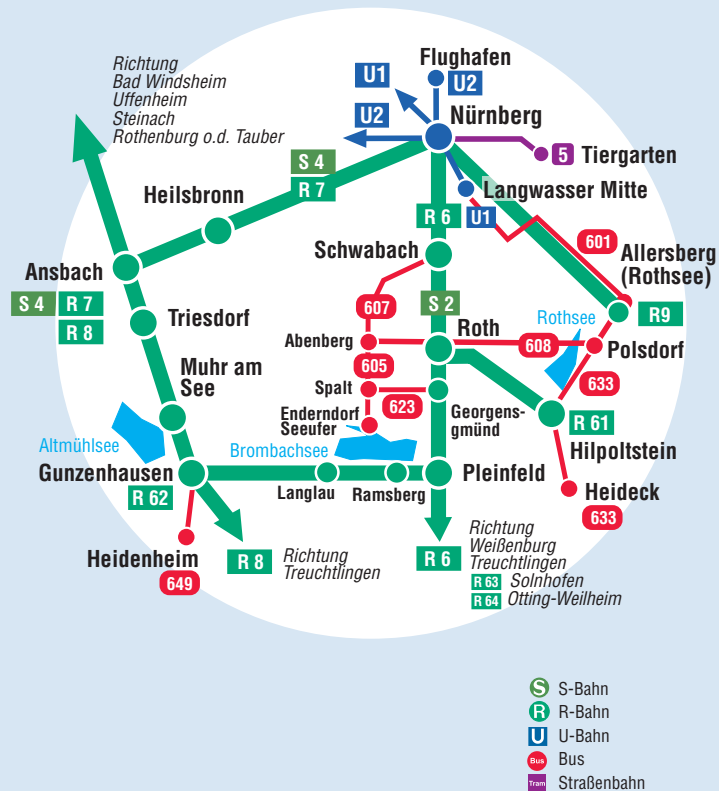 Richtung
Bad Windsheim
Uffenheim
Steinach
Rothenburg o.d. Tauber
Flughafen
U1
U2
Nürnberg
U2
5 Tiergarten
S 4
R 7
Heilsbronn
Langwasser Mitte
R 6
U1
601
Schwabach
Allersberg
(Rothsee)
Ansbach
S 4 R 7
R 8
607
S 2
R9
Triesdorf
Rothsee
Abenberg
Roth
608
Polsdorf
605
633
Muhr am
See
Spalt
623
Enderndorf
Seeufer
Georgens-
gmünd
R 61
Hilpoltstein
Altmühlsee
Brombachsee
Gunzenhausen
R 62
Langlau
Ramsberg
Pleinfeld
Heideck
633
Heidenheim
649
R 8
Richtung
Treuchtlingen
R 6
Richtung
Weißenburg
Treuchtlingen
R 63 Solnhofen
R 64 Otting-Weilheim
S S-Bahn
R R-Bahn
U U-Bahn
Bus Bus
Tram Straßenbahn